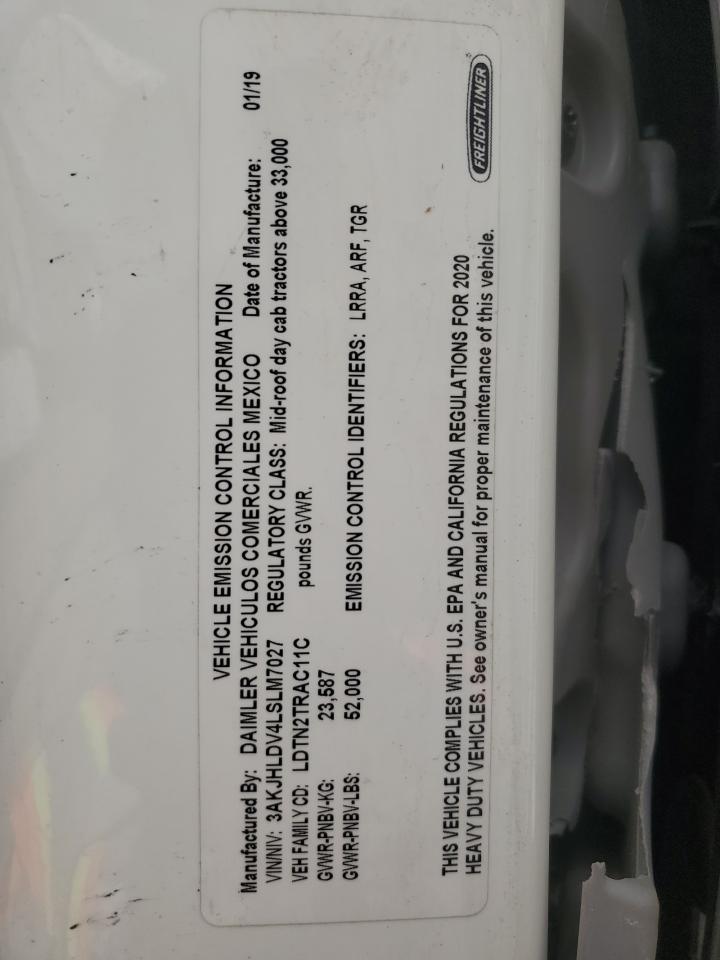 VEHICLE EMISSION CONTROL INFORMATION
Manufactured By: DAIMLER VEHICULOS COMERCIALES MEXICO Date of Manufacture: 01/19
VIN/NIV: 3AKJHLDV4LSLM7027 REGULATORY CLASS: Mid-roof day cab tractors above 33,000
VEH FAMILY CD: LDTN2TRAC11C pounds GVWR.
GVWR-PNBV-KG: 23,587
GVWR-PNBV-LBS: 52,000 EMISSION CONTROL IDENTIFIERS: LRRA, ARF, TGR
THIS VEHICLE COMPLIES WITH U.S. EPA AND CALIFORNIA REGULATIONS FOR 2020
HEAVY DUTY VEHICLES. See owner's manual for proper maintenance of this vehicle.
FREIGHTLINER